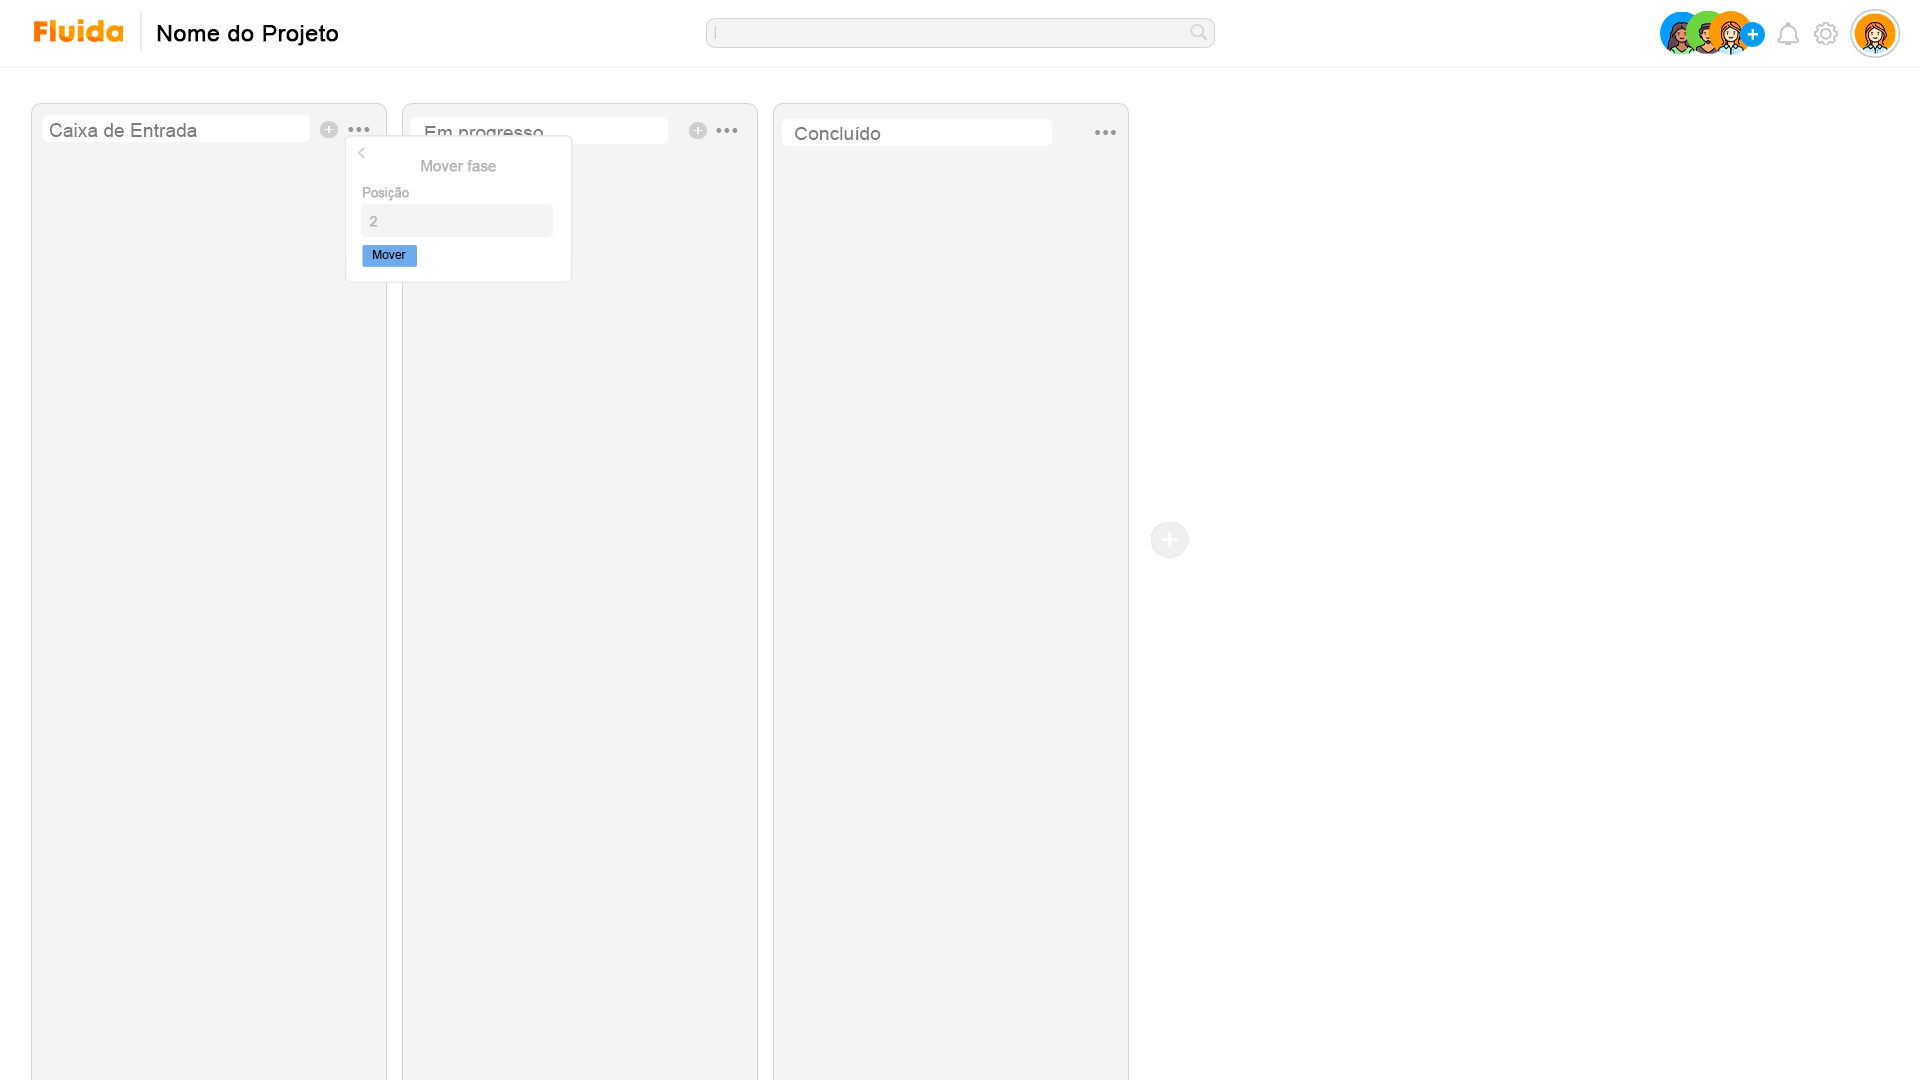 Fluida
Nome do Projeto
Caixa de Entrada
Em progresso
Concluído
Mover fase
Posição
2
Mover